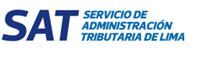 SAT SERVICIO DE
ADMINISTRACIÓN
TRIBUTARIA DE LIMA